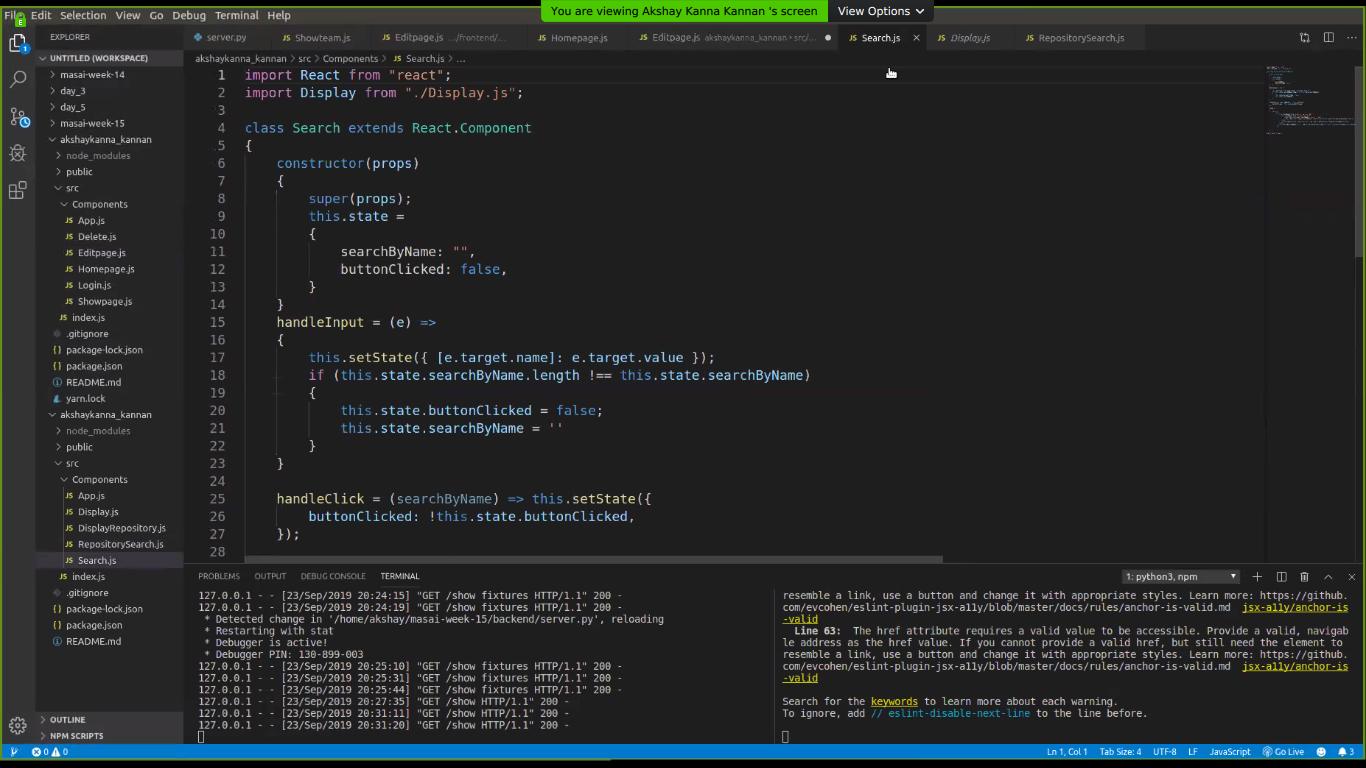 You are viewing Akshay Kanna Kannan 's screen
View Options
File Edit Selection View Go Debug Terminal Help
EXPLORER
UNTITLED (WORKSPACE)
masai-week-14
day_3
day_5
masai-week-15
akshaykanna_kannan
node_modules
public
src
Components
App.js
Delete.js
Editpage.js
Homepage.js
Login.js
Showpage.js
index.js
.gitignore
package-lock.json
package.json
README.md
yarn.lock
akshaykanna_kannan
node_modules
public
src
Components
App.js
Display.js
DisplayRepository.js
RepositorySearch.js
Search.js
index.js
.gitignore
package-lock.json
package.json
README.md
OUTLINE
NPM SCRIPTS
server.py
Showteam.js
Editpage.js .../frontend/...
Homepage.js
Editpage.js akshaykanna_kannan • src/...
Search.js
Display.js
RepositorySearch.js
akshaykanna_kannan > src > Components > Search.js > ...
1 import React from "react";
2 import Display from "./Display.js";
3
4 class Search extends React.Component
5 {
6 constructor(props)
7 {
8 super(props);
9 this.state =
10 {
11 searchByName: "",
12 buttonClicked: false,
13 }
14 }
15 handleInput = (e) =>
16 {
17 this.setState({ [e.target.name]: e.target.value });
18 if (this.state.searchByName.length !== this.state.searchByName)
19 {
20 this.state.buttonClicked = false;
21 this.state.searchByName = ''
22 }
23 }
24
25 handleClick = (searchByName) => this.setState({
26 buttonClicked: !this.state.buttonClicked,
27 });
28
PROBLEMS OUTPUT DEBUG CONSOLE TERMINAL
1: python3, npm
127.0.0.1 - - [23/Sep/2019 20:24:15] "GET /show fixtures HTTP/1.1" 200 -
127.0.0.1 - - [23/Sep/2019 20:24:19] "GET /show fixtures HTTP/1.1" 200 -
* Detected change in '/home/akshay/masai-week-15/backend/server.py', reloading
* Restarting with stat
* Debugger is active!
* Debugger PIN: 130-899-003
127.0.0.1 - - [23/Sep/2019 20:25:10] "GET /show fixtures HTTP/1.1" 200 -
127.0.0.1 - - [23/Sep/2019 20:25:31] "GET /show fixtures HTTP/1.1" 200 -
127.0.0.1 - - [23/Sep/2019 20:25:44] "GET /show fixtures HTTP/1.1" 200 -
127.0.0.1 - - [23/Sep/2019 20:27:35] "GET /show HTTP/1.1" 200 -
127.0.0.1 - - [23/Sep/2019 20:31:11] "GET /show HTTP/1.1" 200 -
127.0.0.1 - - [23/Sep/2019 20:31:20] "GET /show HTTP/1.1" 200 -
resemble a link, use a button and change it with appropriate styles. Learn more: https://github.
com/evcohen/eslint-plugin-jsx-a11y/blob/master/docs/rules/anchor-is-valid.md jsx-a11y/anchor-is
-valid
Line 63: The href attribute requires a valid value to be accessible. Provide a valid, navigab
le address as the href value. If you cannot provide a valid href, but still need the element to
resemble a link, use a button and change it with appropriate styles. Learn more: https://github.
com/evcohen/eslint-plugin-jsx-a11y/blob/master/docs/rules/anchor-is-valid.md jsx-a11y/anchor-is
-valid
Search for the keywords to learn more about each warning.
To ignore, add // eslint-disable-next-line to the line before.
0 0
Ln 1, Col 1 Tab Size: 4 UTF-8 LF JavaScript Go Live 3